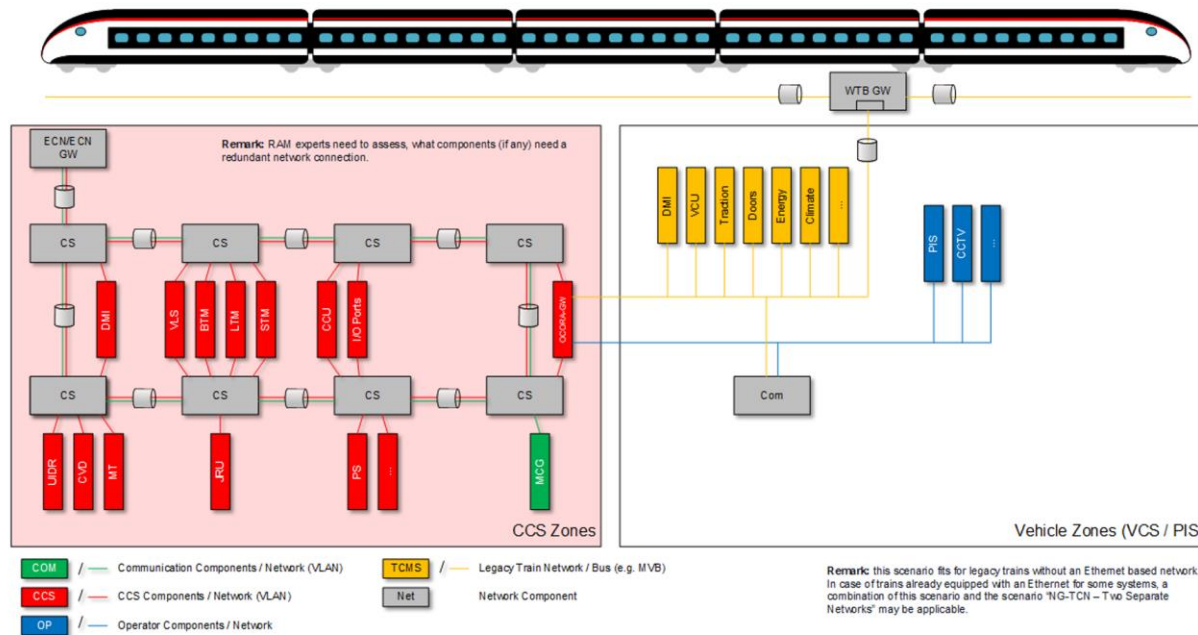 WTB GW
ECN/ECN
GW
Remark: RAM experts need to assess, what components (if any) need a
redundant network connection.
CS
CS
CS
CS
DMI
VLS
BTM
LTM
STM
CCU
I/O Ports
OCORA-GW
CS
CS
CS
CS
UIDR
CVD
MT
JRU
PS
...
MCG
CCS Zones
DMI
VCU
Traction
Doors
Energy
Climate
...
PIS
CCTV
...
Com
Vehicle Zones (VCS / PIS
COM / Communication Components / Network (VLAN)
CCS / CCS Components / Network (VLAN)
OP / Operator Components / Network
TCMS / Legacy Train Network / Bus (e.g. MVB)
Net Network Component
Remark: this scenario fits for legacy trains without an Ethernet based network
In case of trains already equipped with an Ethernet for some systems, a
combination of this scenario and the scenario “NG-TCN – Two Separate
Networks” may be applicable.